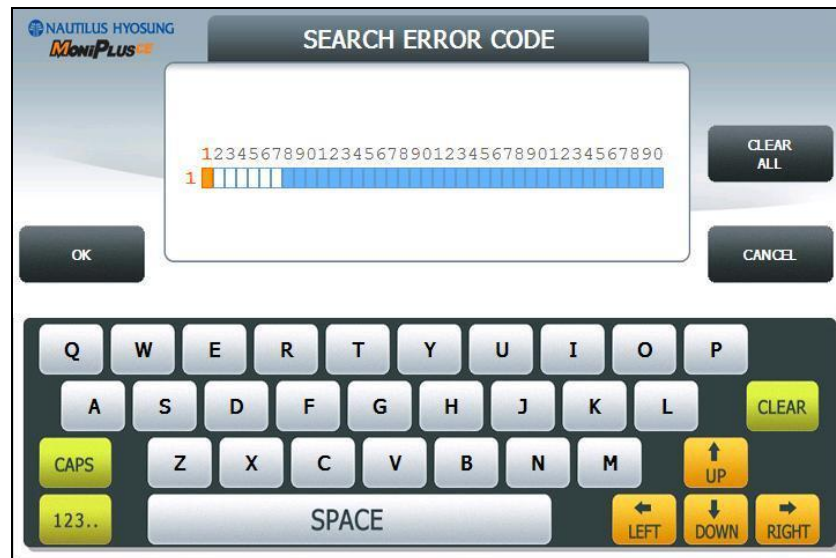 NAUTILUS HYOSUNG
MoniPlusCE
SEARCH ERROR CODE
1234567890123456789012345678901234567890
1
CLEAR
ALL
OK
CANCEL
Q W E R T Y U I O P
A S D F G H J K L CLEAR
CAPS Z X C V B N M UP
123.. SPACE LEFT DOWN RIGHT